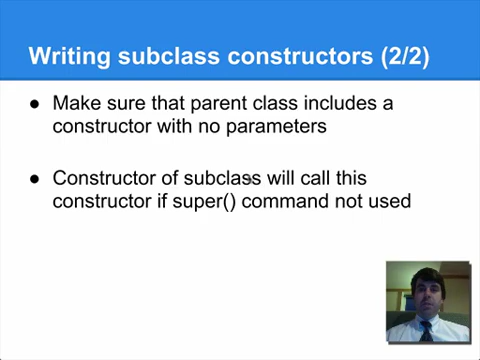 Writing subclass constructors (2/2)
● Make sure that parent class includes a
constructor with no parameters
● Constructor of subclass will call this
constructor if super() command not used